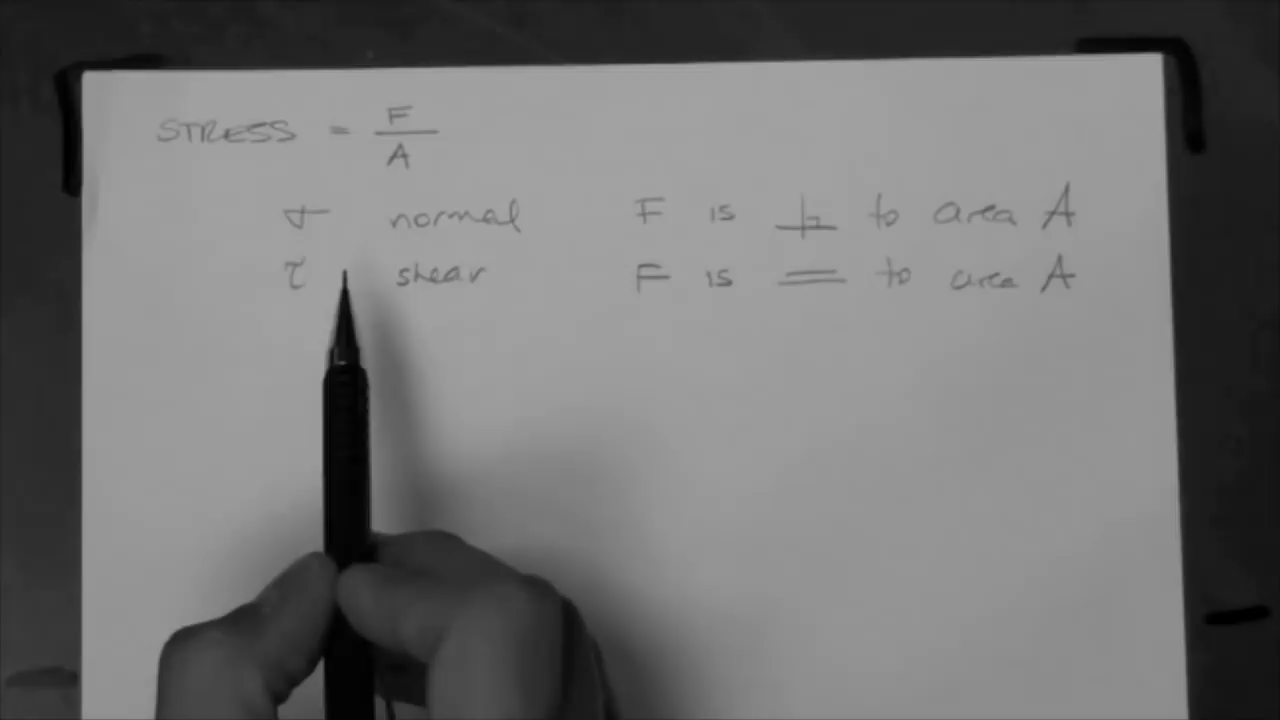 STRESS = F/A
σ normal F is ⊥ to area A
τ shear F is = to area A